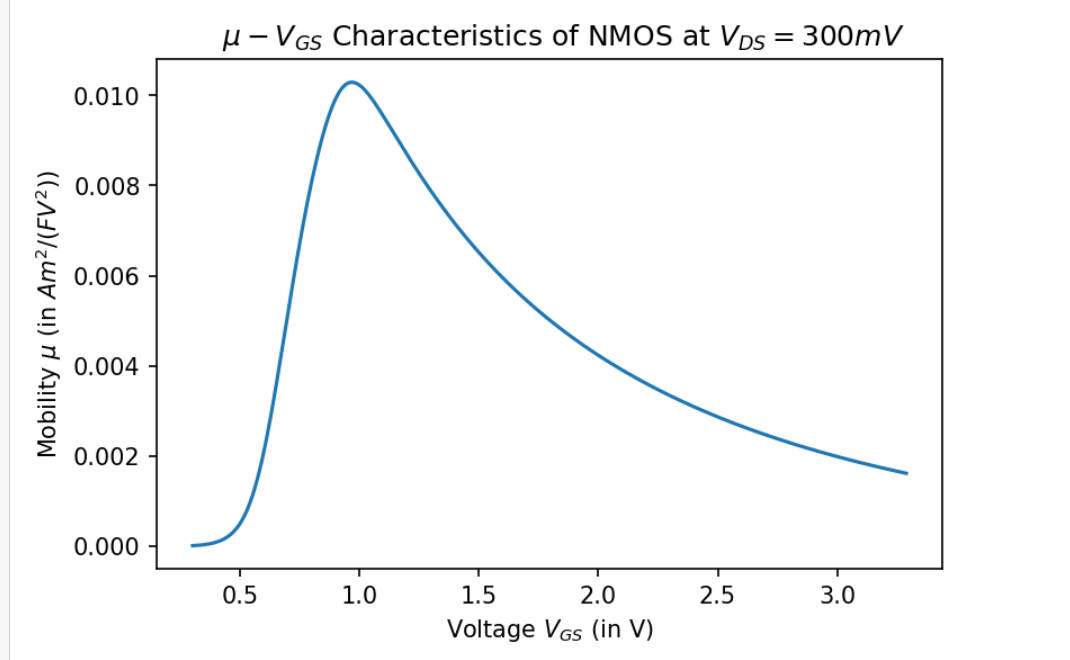 μ − V_GS Characteristics of NMOS at V_DS = 300mV
Mobility μ (in Am²/(FV²))
0.010
0.008
0.006
0.004
0.002
0.000
0.5 1.0 1.5 2.0 2.5 3.0
Voltage V_GS (in V)